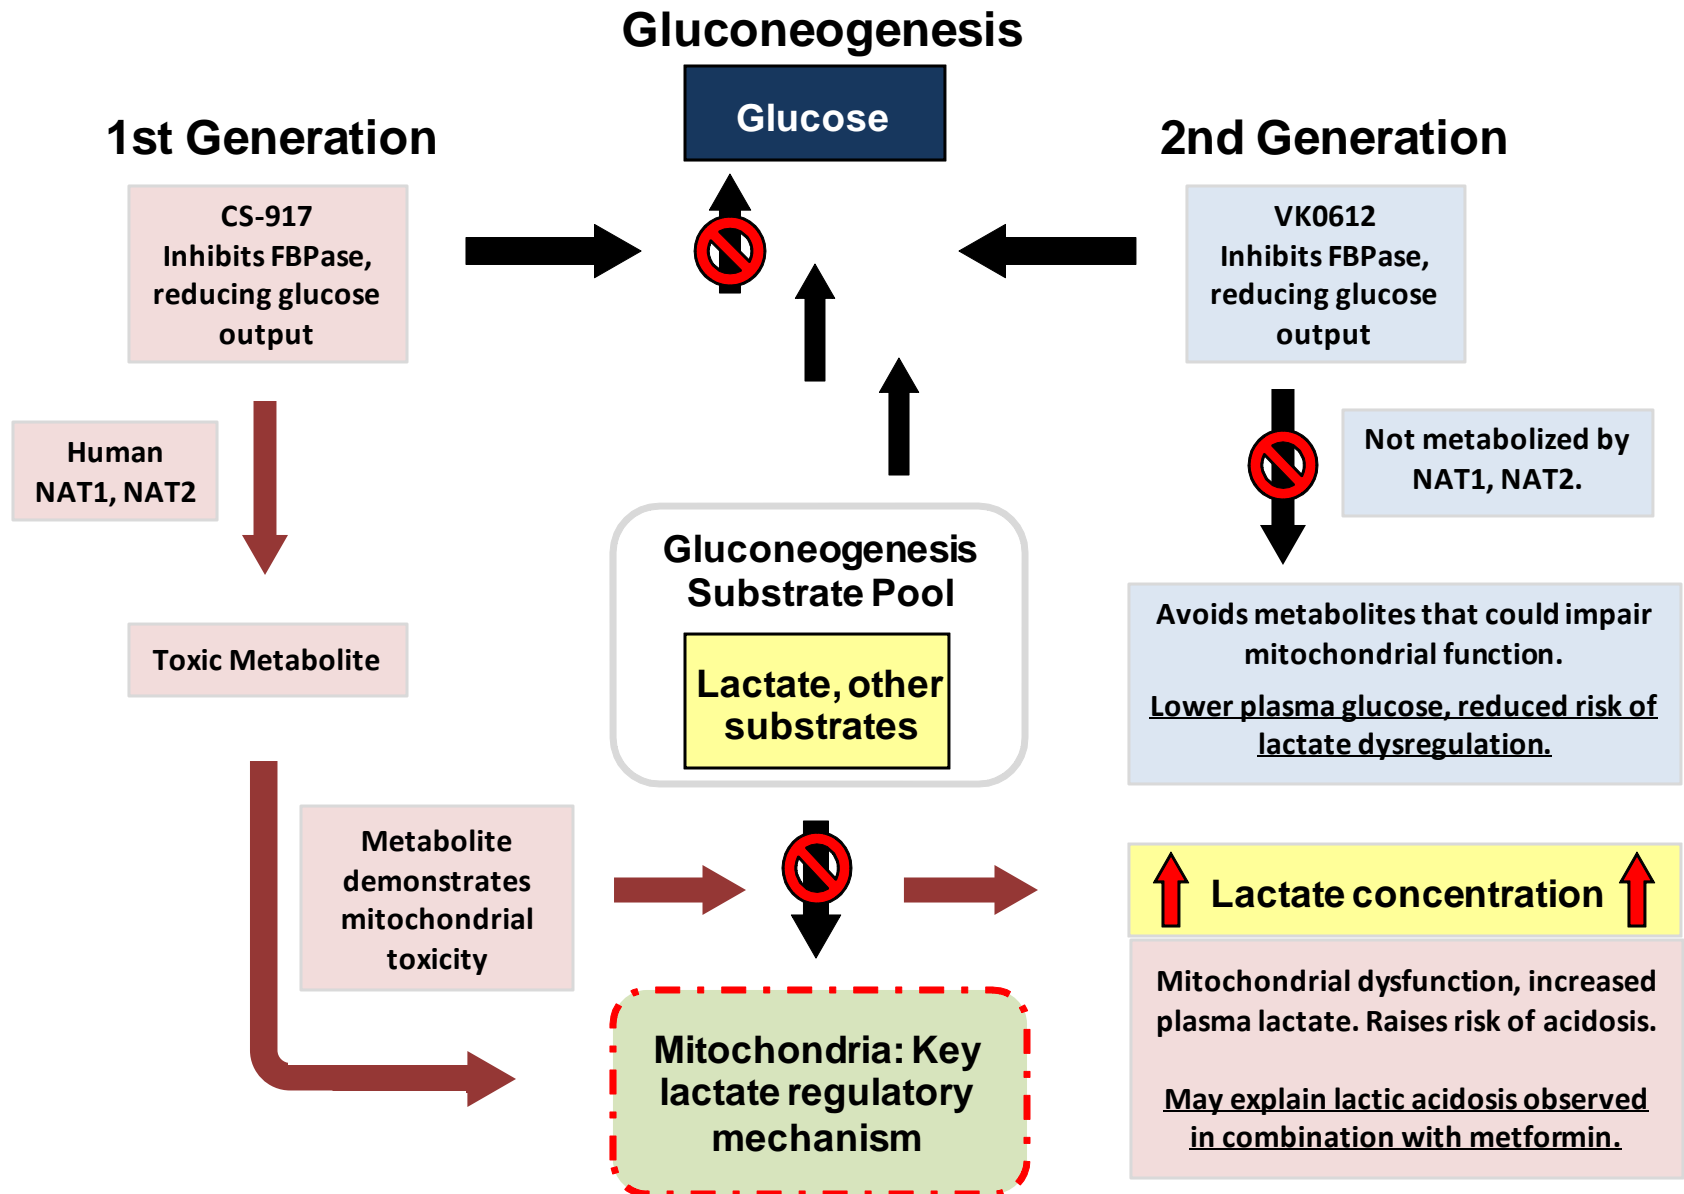 Gluconeogenesis
Glucose
1st Generation
CS-917
Inhibits FBPase,
reducing glucose
output
2nd Generation
VK0612
Inhibits FBPase,
reducing glucose
output
Human
NAT1, NAT2
Not metabolized by
NAT1, NAT2.
Gluconeogenesis
Substrate Pool
Lactate, other
substrates
Toxic Metabolite
Avoids metabolites that could impair
mitochondrial function.
Lower plasma glucose, reduced risk of
lactate dysregulation.
Metabolite
demonstrates
mitochondrial
toxicity
Lactate concentration
Mitochondria: Key
lactate regulatory
mechanism
Mitochondrial dysfunction, increased
plasma lactate. Raises risk of acidosis.
May explain lactic acidosis observed
in combination with metformin.